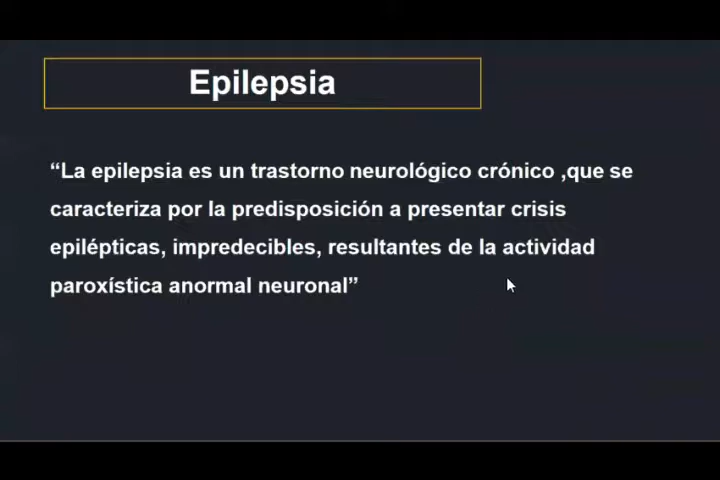 Epilepsia
“La epilepsia es un trastorno neurológico crónico ,que se
caracteriza por la predisposición a presentar crisis
epilépticas, impredecibles, resultantes de la actividad
paroxística anormal neuronal”